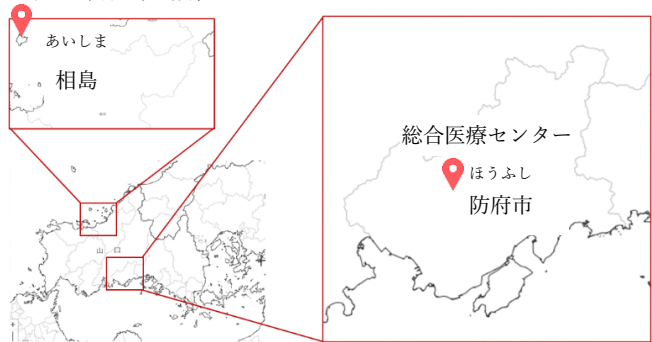 あいしま
相島
総合医療センター
ほうふし
防府市
山口